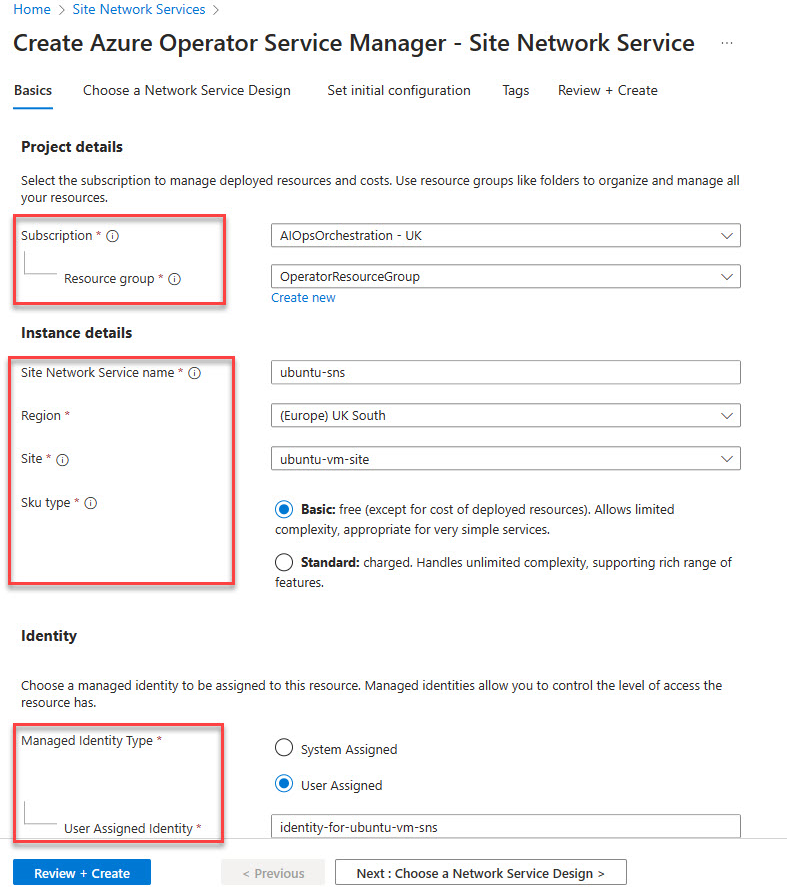 Home > Site Network Services >
Create Azure Operator Service Manager - Site Network Service ...
Basics Choose a Network Service Design Set initial configuration Tags Review + Create
Project details
Select the subscription to manage deployed resources and costs. Use resource groups like folders to organize and manage all
your resources.
Subscription * AIOpsOrchestration - UK
Resource group * OperatorResourceGroup
Create new
Instance details
Site Network Service name * ubuntu-sns
Region * (Europe) UK South
Site * ubuntu-vm-site
Sku type *
Basic: free (except for cost of deployed resources). Allows limited
complexity, appropriate for very simple services.
Standard: charged. Handles unlimited complexity, supporting rich range of
features.
Identity
Choose a managed identity to be assigned to this resource. Managed identities allow you to control the level of access the
resource has.
Managed Identity Type *
System Assigned
User Assigned
User Assigned Identity * identity-for-ubuntu-vm-sns
Review + Create < Previous Next : Choose a Network Service Design >